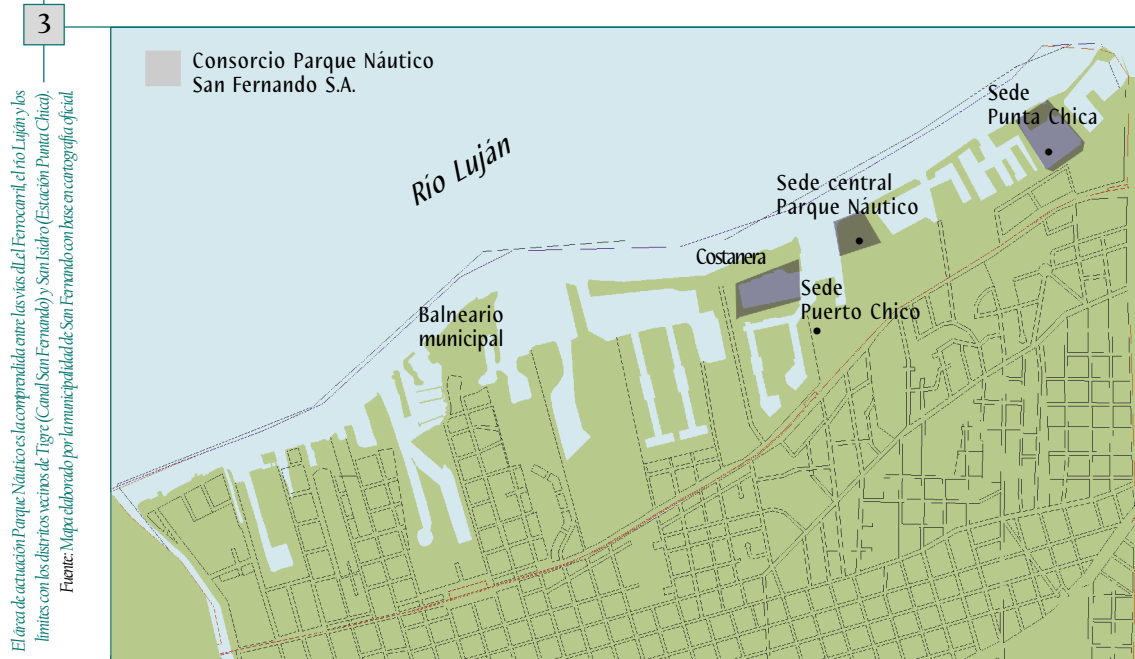 3
Consorcio Parque Náutico
San Fernando S.A.
Río Luján
Sede
Punta Chica
Sede central
Parque Náutico
Costanera
Sede
Puerto Chico
Balneario
municipal
El área de actuación Parque Náutico es la comprendida entre las vias dLel Ferrocarril, el río Luján y los
límites con los distritos vecinos de Tigre (Canal San Fernando) y San Isidro (Estación Punta Chica).
Fuente: Mapa elaborado por la municipalidad de San Fernando con base en cartografía oficial.